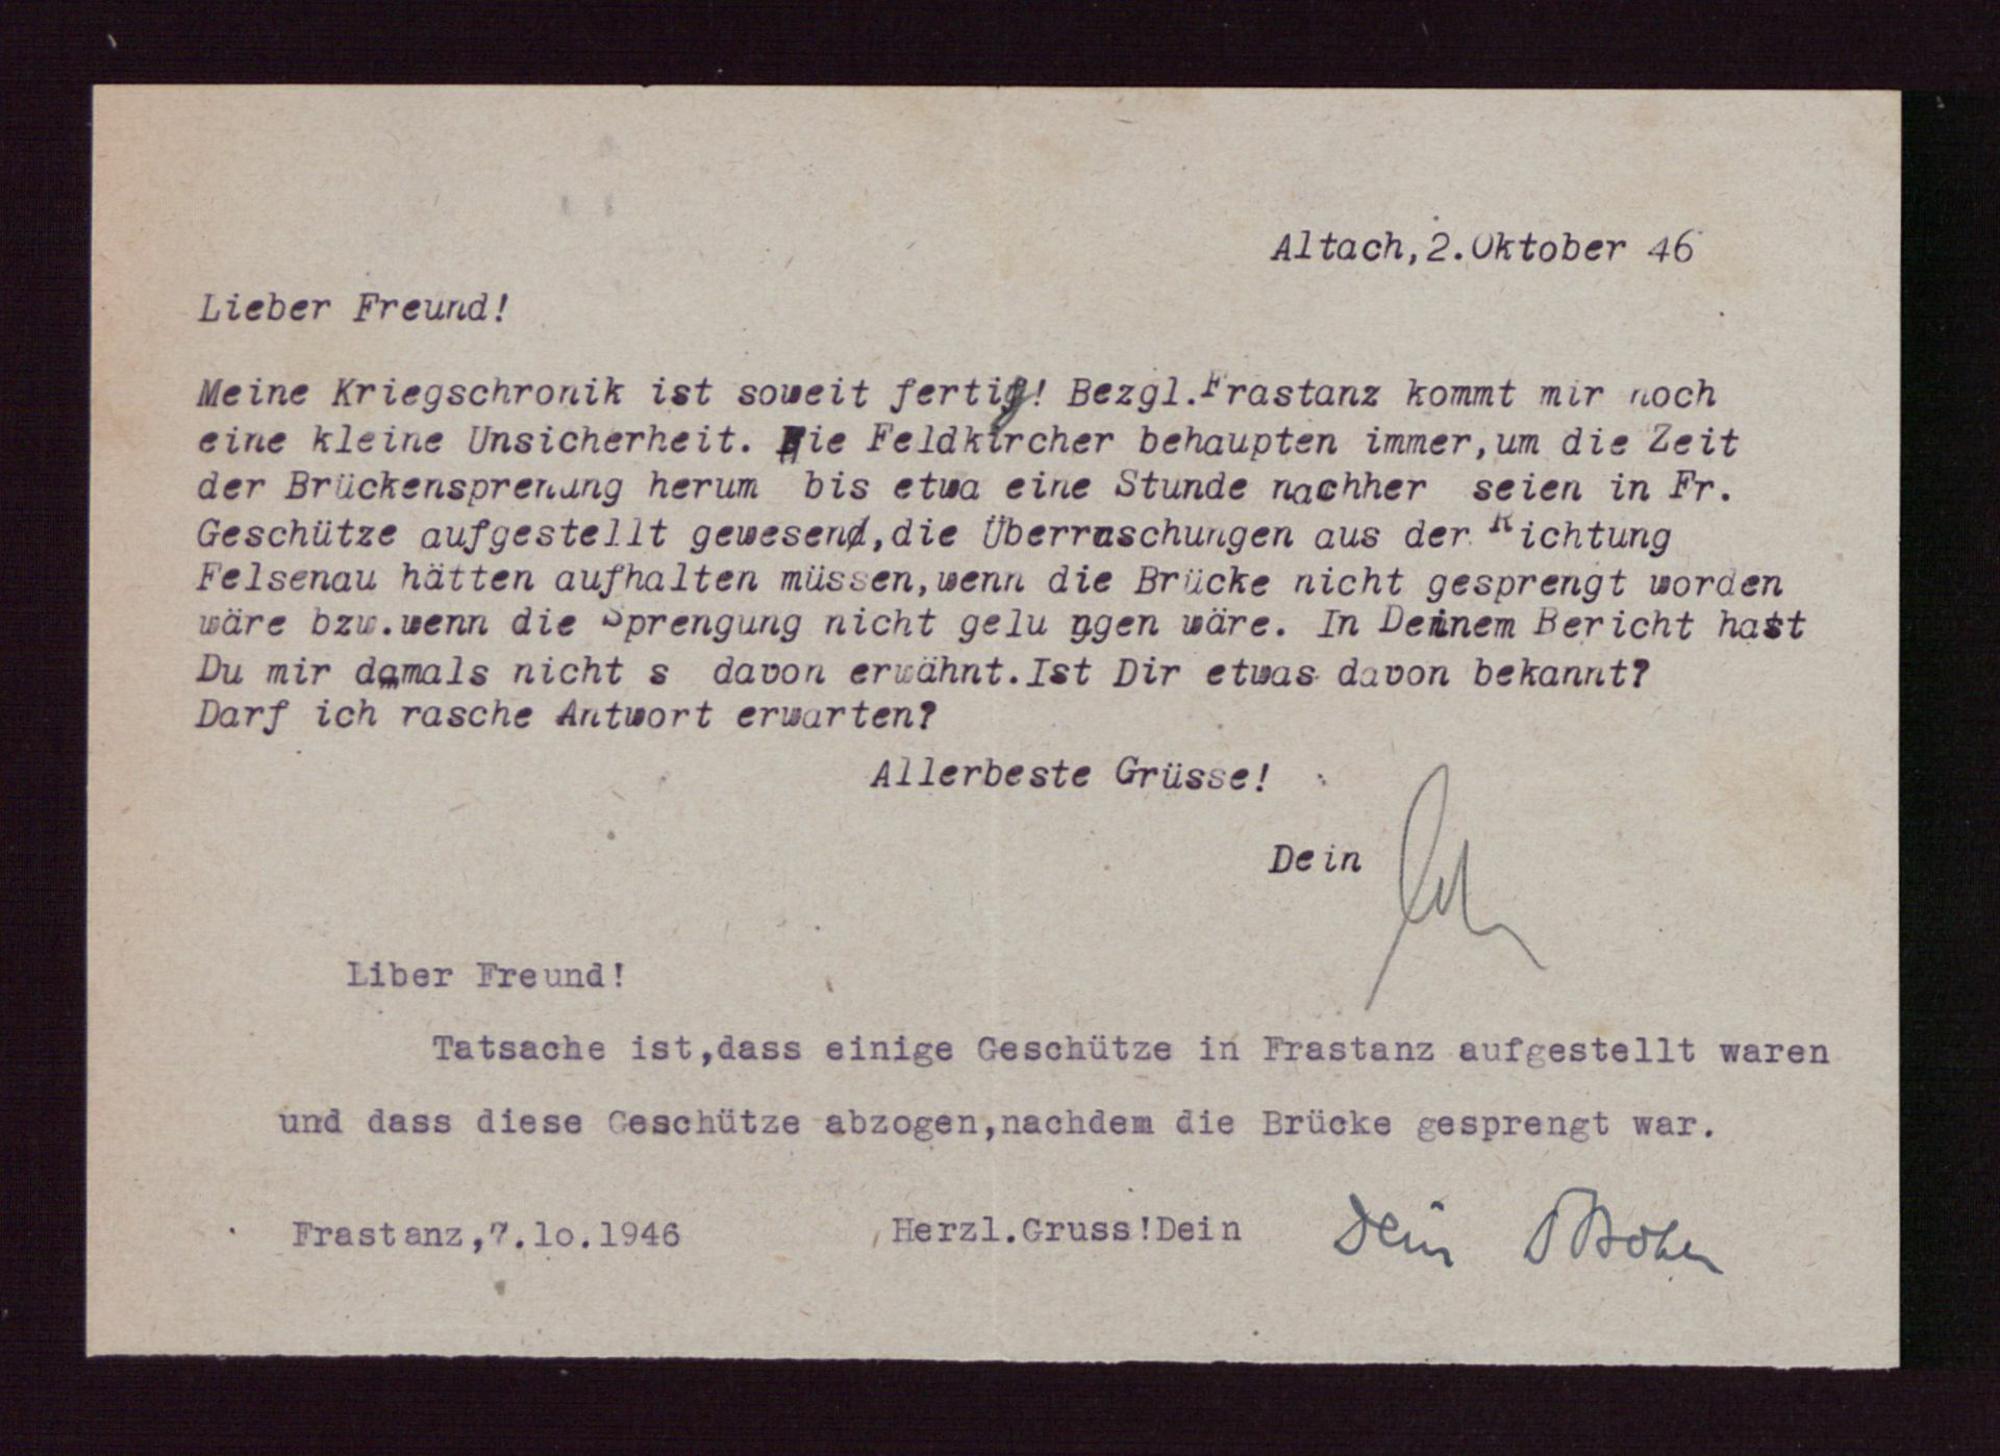 Altach, 2.Oktober 46
Lieber Freund!
Meine Kriegschronik ist soweit fertig! Bezgl.Frastanz kommt mir noch
eine kleine Unsicherheit. Die Feldkircher behaupten immer,um die Zeit
der Brückensprenung herum bis etwa eine Stunde nachher seien in Fr.
Geschütze aufgestellt gewesen,die Überraschungen aus der Richtung
Felsenau hätten aufhalten müssen,wenn die Brücke nicht gesprengt worden
wäre bzw.wenn die Sprengung nicht gelu ngen wäre. In Deinem Bericht hast
Du mir damals nicht s davon erwähnt.Ist Dir etwas davon bekannt?
Darf ich rasche Antwort erwarten?
Allerbeste Grüsse!
Dein
Liber Freund!
Tatsache ist,dass einige Geschütze in Frastanz aufgestellt waren
und dass diese Geschütze abzogen,nachdem die Brücke gesprengt war.
Frastanz,7.1o.1946 Herzl.Gruss!Dein Dein